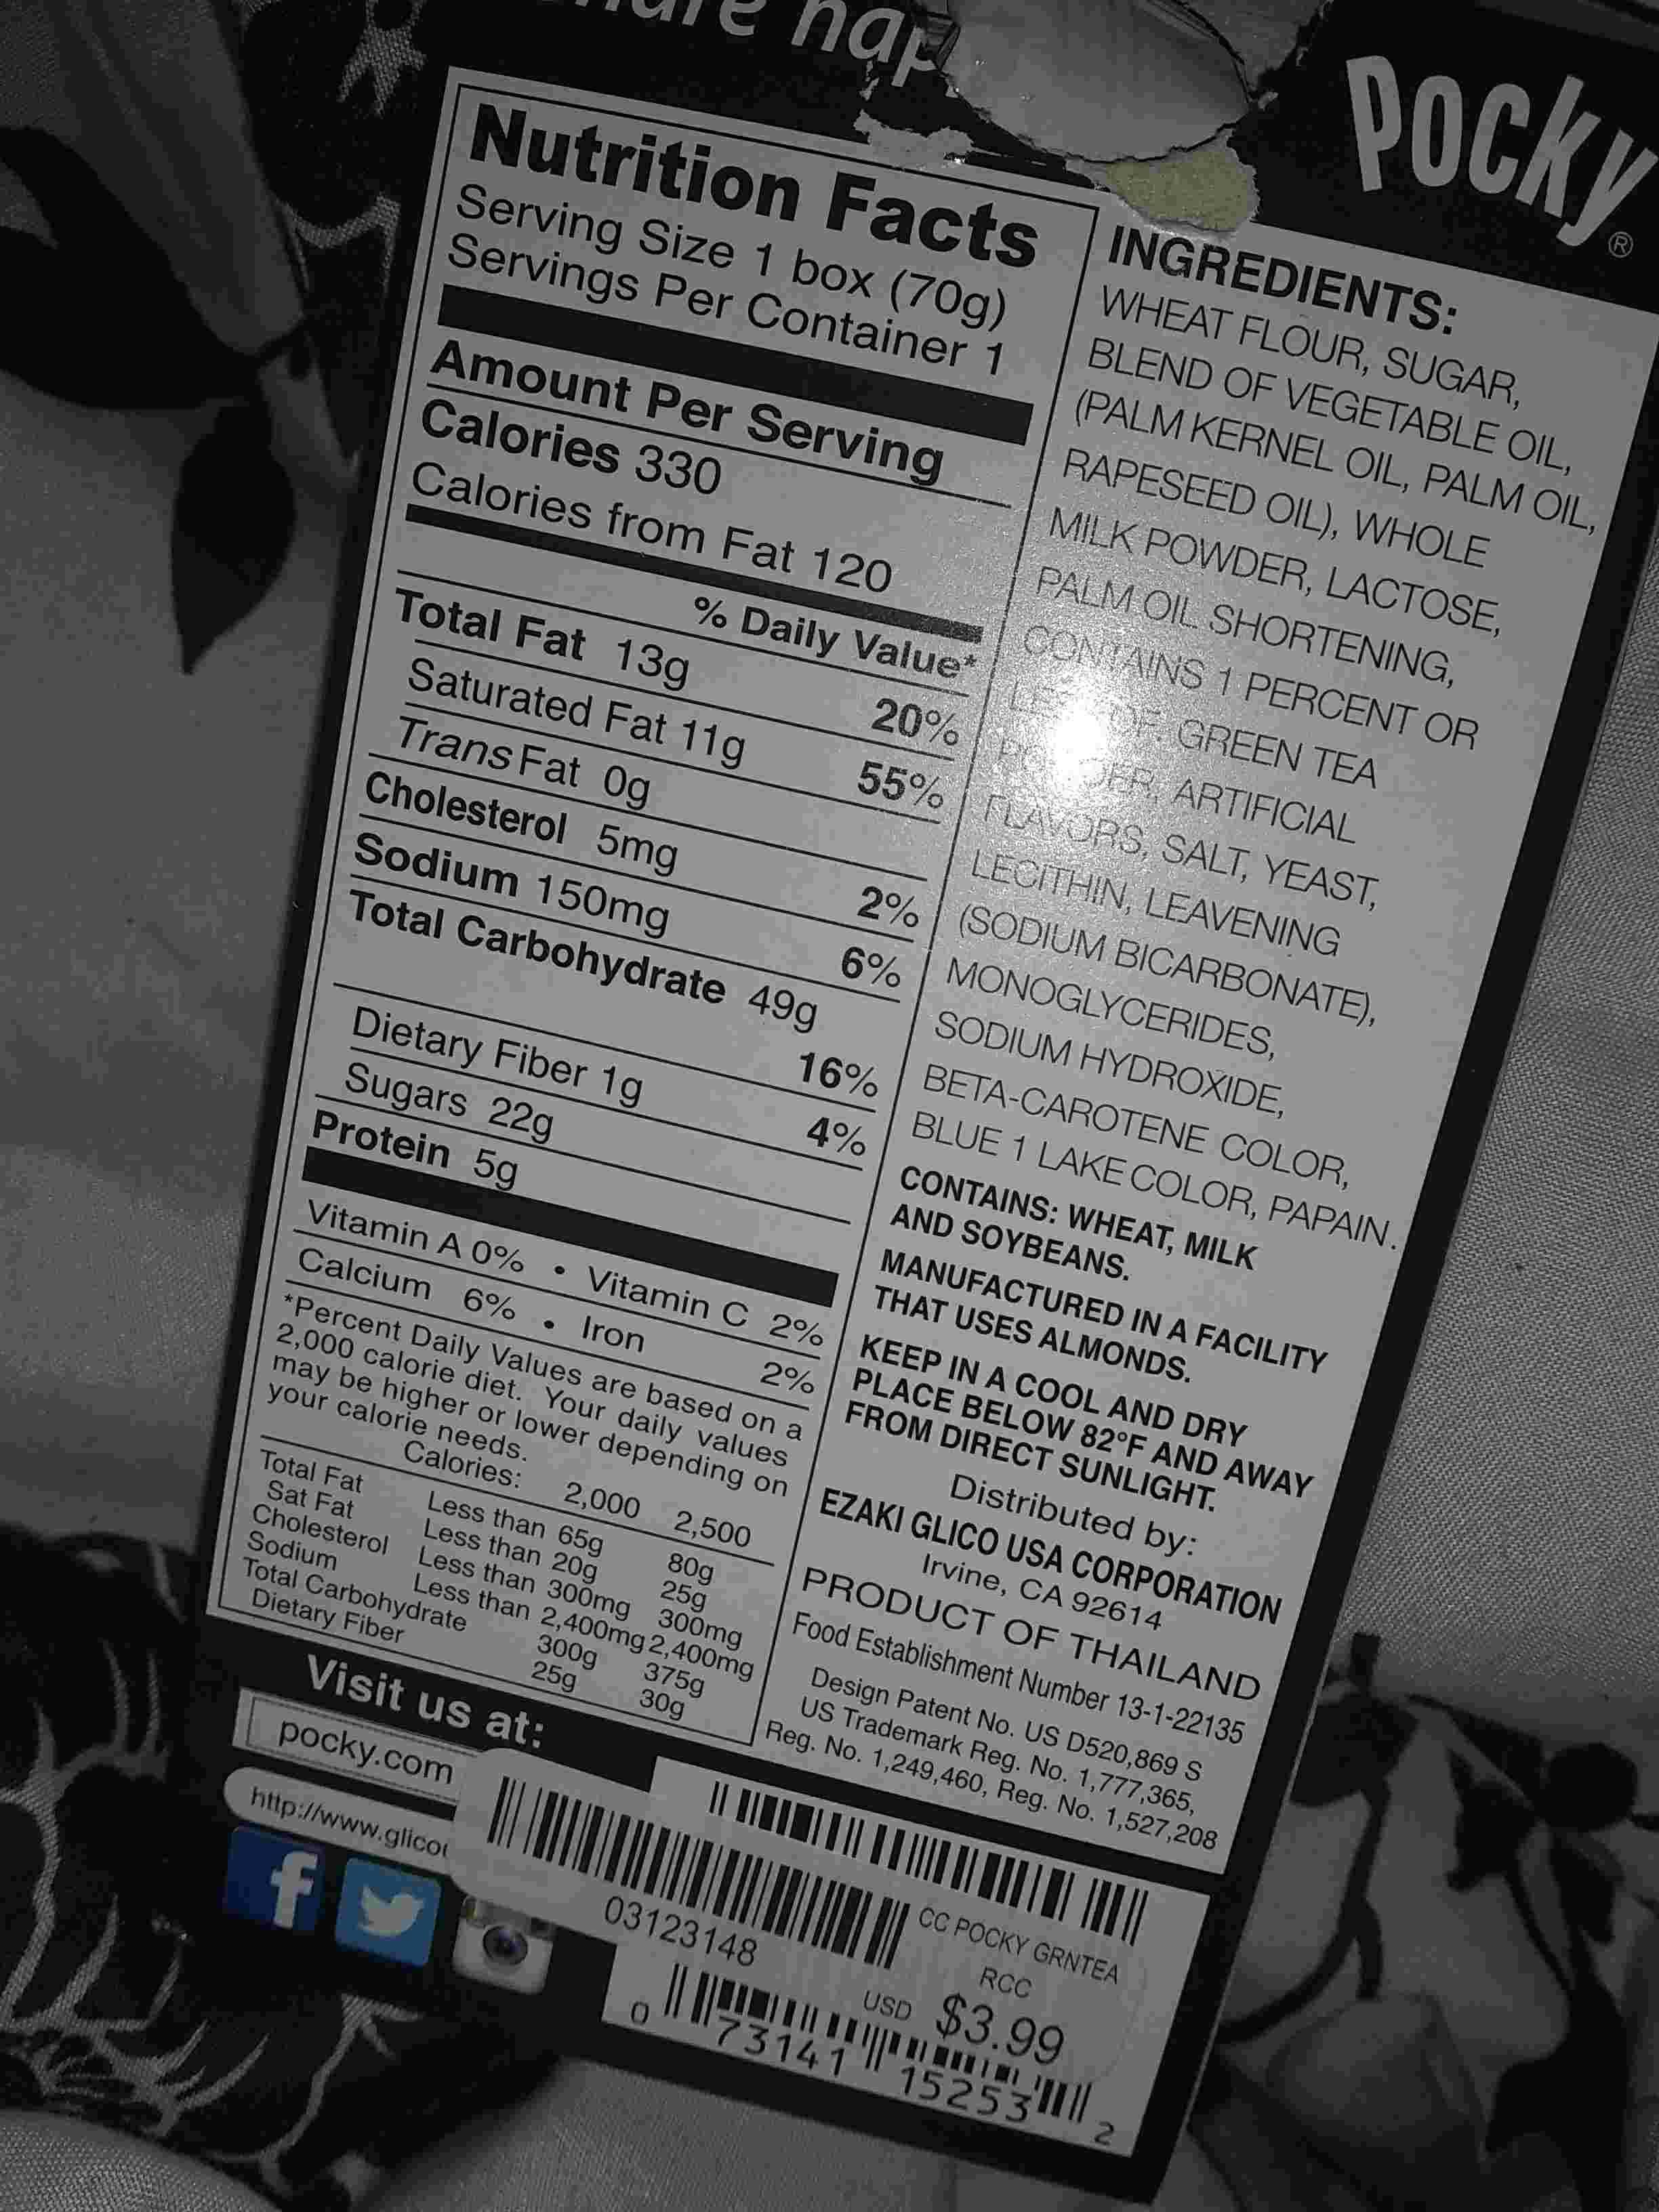 hap
Pocky®
Nutrition Facts
Serving Size 1 box (70g)
Servings Per Container 1
Amount Per Serving
Calories 330
Calories from Fat 120
% Daily Value*
Total Fat 13g 20%
Saturated Fat 11g 55%
Trans Fat 0g
Cholesterol 5mg 2%
Sodium 150mg 6%
Total Carbohydrate 49g 16%
Dietary Fiber 1g 4%
Sugars 22g
Protein 5g
Vitamin A 0% • Vitamin C 2%
Calcium 6% • Iron 2%
*Percent Daily Values are based on a
2,000 calorie diet. Your daily values
may be higher or lower depending on
your calorie needs.
Calories: 2,000 2,500
Total Fat Less than 65g 80g
Sat Fat Less than 20g 25g
Cholesterol Less than 300mg 300mg
Sodium Less than 2,400mg 2,400mg
Total Carbohydrate 300g 375g
Dietary Fiber 25g 30g
INGREDIENTS:
WHEAT FLOUR, SUGAR,
BLEND OF VEGETABLE OIL,
(PALM KERNEL OIL, PALM OIL,
RAPESEED OIL), WHOLE
MILK POWDER, LACTOSE,
PALM OIL SHORTENING,
CONTAINS 1 PERCENT OR
LESS OF: GREEN TEA
POWDER, ARTIFICIAL
FLAVORS, SALT, YEAST,
LECITHIN, LEAVENING
(SODIUM BICARBONATE),
MONOGLYCERIDES,
SODIUM HYDROXIDE,
BETA-CAROTENE COLOR,
BLUE 1 LAKE COLOR, PAPAIN.
CONTAINS: WHEAT, MILK
AND SOYBEANS.
MANUFACTURED IN A FACILITY
THAT USES ALMONDS.
KEEP IN A COOL AND DRY
PLACE BELOW 82°F AND AWAY
FROM DIRECT SUNLIGHT.
Distributed by:
EZAKI GLICO USA CORPORATION
Irvine, CA 92614
PRODUCT OF THAILAND
Food Establishment Number 13-1-22135
Design Patent No. US D520,869 S
US Trademark Reg. No. 1,777,365,
Reg. No. 1,249,460, Reg. No. 1,527,208
Visit us at:
pocky.com
http://www.glico
f
03123148
CC POCKY GRNTEA
RCC
USD $3.99
0 73141 15253 2